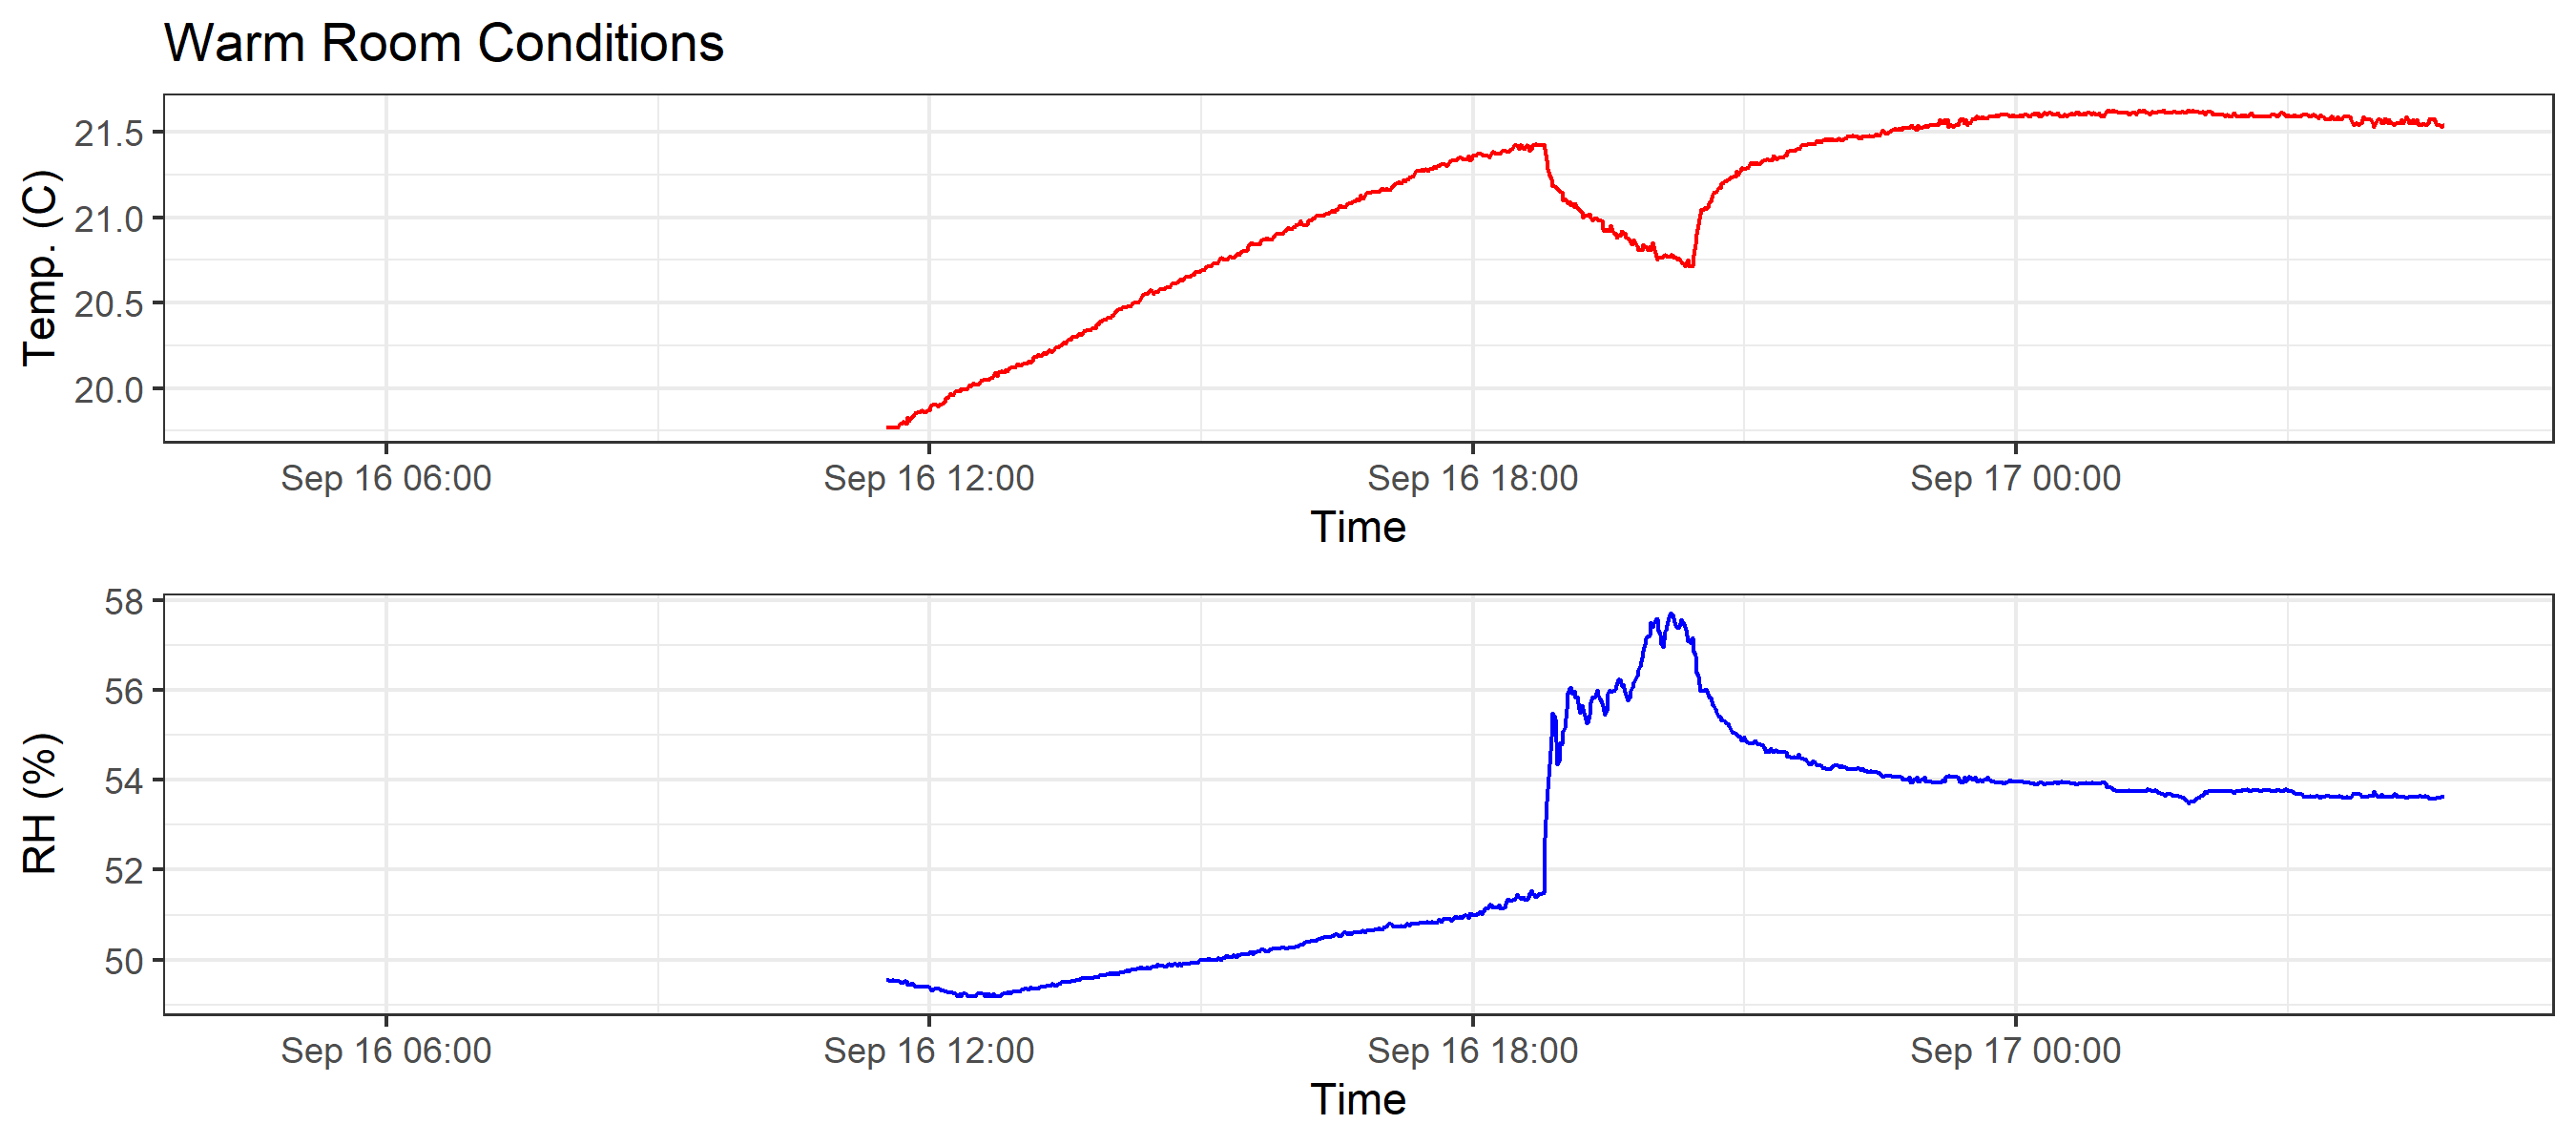 Warm Room Conditions
Temp. (C)
21.5
21.0
20.5
20.0
Sep 16 06:00 Sep 16 12:00 Sep 16 18:00 Sep 17 00:00
Time
RH (%)
58
56
54
52
50
Sep 16 06:00 Sep 16 12:00 Sep 16 18:00 Sep 17 00:00
Time